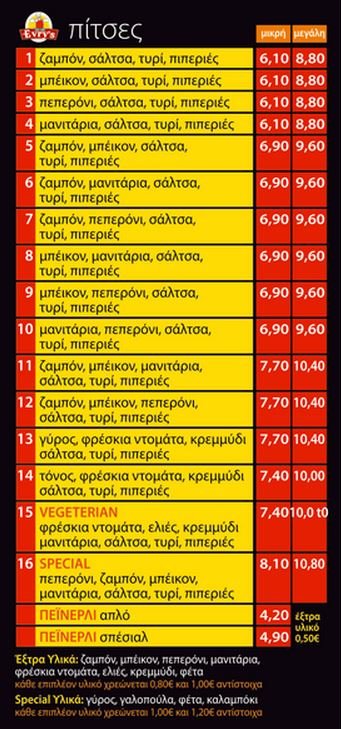 Evry's πίτσες μικρή μεγάλη
1 ζαμπόν, σάλτσα, τυρί, πιπεριές 6,10 8,80
2 μπέικον, σάλτσα, τυρί, πιπεριές 6,10 8,80
3 πεπερόνι, σάλτσα, τυρί, πιπεριές 6,10 8,80
4 μανιτάρια, σάλτσα, τυρί, πιπεριές 6,10 8,80
5 ζαμπόν, μπέικον, σάλτσα, 6,90 9,60
τυρί, πιπεριές
6 ζαμπόν, μανιτάρια, σάλτσα, 6,90 9,60
τυρί, πιπεριές
7 ζαμπόν, πεπερόνι, σάλτσα, 6,90 9,60
τυρί, πιπεριές
8 μπέικον, μανιτάρια, σάλτσα, 6,90 9,60
τυρί, πιπεριές
9 μπέικον, πεπερόνι, σάλτσα, 6,90 9,60
τυρί, πιπεριές
10 μανιτάρια, πεπερόνι, σάλτσα, 6,90 9,60
τυρί, πιπεριές
11 ζαμπόν, μπέικον, μανιτάρια, 7,70 10,40
σάλτσα, τυρί, πιπεριές
12 ζαμπόν, μπέικον, πεπερόνι, 7,70 10,40
σάλτσα, τυρί, πιπεριές
13 γύρος, φρέσκια ντομάτα, κρεμμύδι 7,70 10,40
σάλτσα, τυρί, πιπεριές
14 τόνος, φρέσκια ντομάτα, κρεμμύδι 7,40 10,00
σάλτσα, τυρί, πιπεριές
15 VEGETERIAN 7,40 10,0 t0
φρέσκια ντομάτα, ελιές, κρεμμύδι
μανιτάρια, σάλτσα, τυρί, πιπεριές
16 SPECIAL 8,10 10,80
πεπερόνι, ζαμπόν, μπέικον,
μανιτάρια, σάλτσα, τυρί, πιπεριές
ΠΕΪΝΕΡΛΙ απλό 4,20 έξτρα
υλικό
ΠΕΪΝΕΡΛΙ σπέσιαλ 4,90 0,50€
Έξτρα Υλικά: ζαμπόν, μπέικον, πεπερόνι, μανιτάρια,
φρέσκια ντομάτα, ελιές, κρεμμύδι, φέτα
κάθε επιπλέον υλικό χρεώνεται 0,80€ και 1,00€ αντίστοιχα
Special Υλικά: γύρος, γαλοπούλα, φέτα, καλαμπόκι
κάθε επιπλέον υλικό χρεώνεται 1,00€ και 1,20€ αντίστοιχα